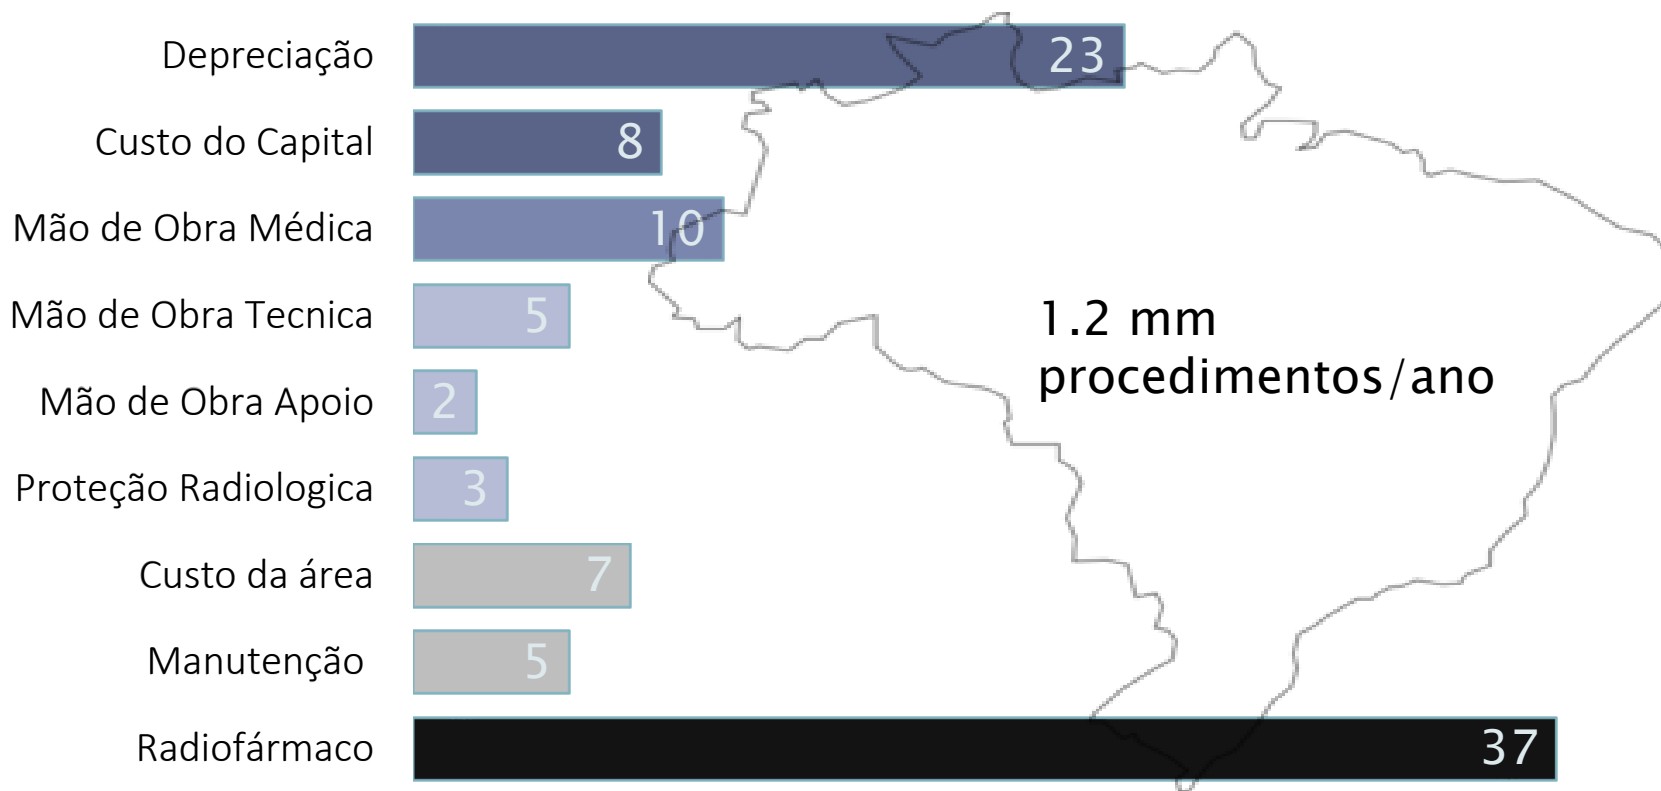 Depreciação 23
Custo do Capital 8
Mão de Obra Médica 10
Mão de Obra Tecnica 5
Mão de Obra Apoio 2
Proteção Radiologica 3
Custo da área 7
Manutenção 5
Radiofármaco 37
1.2 mm
procedimentos/ano